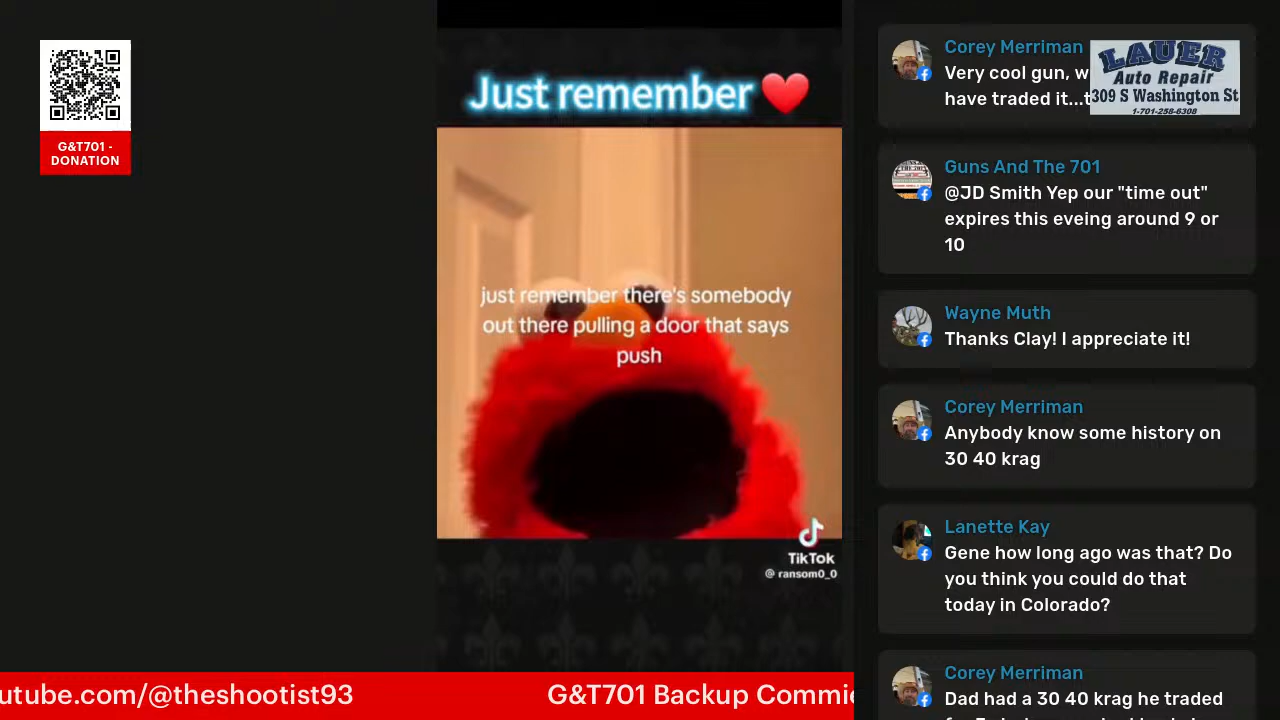 G&T701 -
DONATION
Just remember ❤️
just remember there's somebody
out there pulling a door that says
push
TikTok
@ ransom0_0
utube.com/@theshootist93
G&T701 Backup Commi
Corey Merriman
Very cool gun, w
have traded it...t
LAUER
Auto Repair
309 S Washington St
1-701-258-6308
Guns And The 701
@JD Smith Yep our "time out"
expires this eveing around 9 or
10
Wayne Muth
Thanks Clay! I appreciate it!
Corey Merriman
Anybody know some history on
30 40 krag
Lanette Kay
Gene how long ago was that? Do
you think you could do that
today in Colorado?
Corey Merriman
Dad had a 30 40 krag he traded